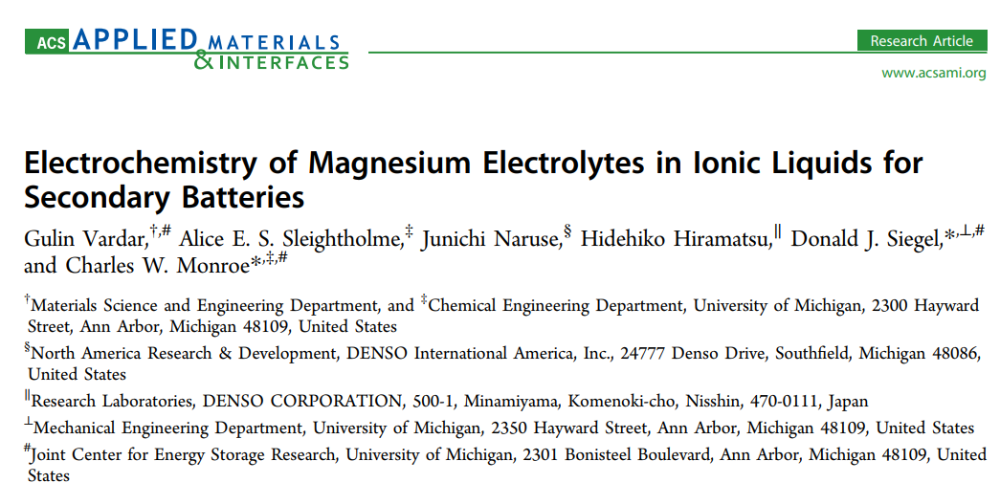 ACS APPLIED MATERIALS
& INTERFACES
Research Article
www.acsami.org
Electrochemistry of Magnesium Electrolytes in Ionic Liquids for
Secondary Batteries
Gulin Vardar,†,# Alice E. S. Sleightholme,‡ Junichi Naruse,§ Hidehiko Hiramatsu,∥ Donald J. Siegel,*,⊥,#
and Charles W. Monroe*,‡,#
†Materials Science and Engineering Department, and ‡Chemical Engineering Department, University of Michigan, 2300 Hayward
Street, Ann Arbor, Michigan 48109, United States
§North America Research & Development, DENSO International America, Inc., 24777 Denso Drive, Southfield, Michigan 48086,
United States
∥Research Laboratories, DENSO CORPORATION, 500-1, Minamiyama, Komenoki-cho, Nisshin, 470-0111, Japan
⊥Mechanical Engineering Department, University of Michigan, 2350 Hayward Street, Ann Arbor, Michigan 48109, United States
#Joint Center for Energy Storage Research, University of Michigan, 2301 Bonisteel Boulevard, Ann Arbor, Michigan 48109, United
States